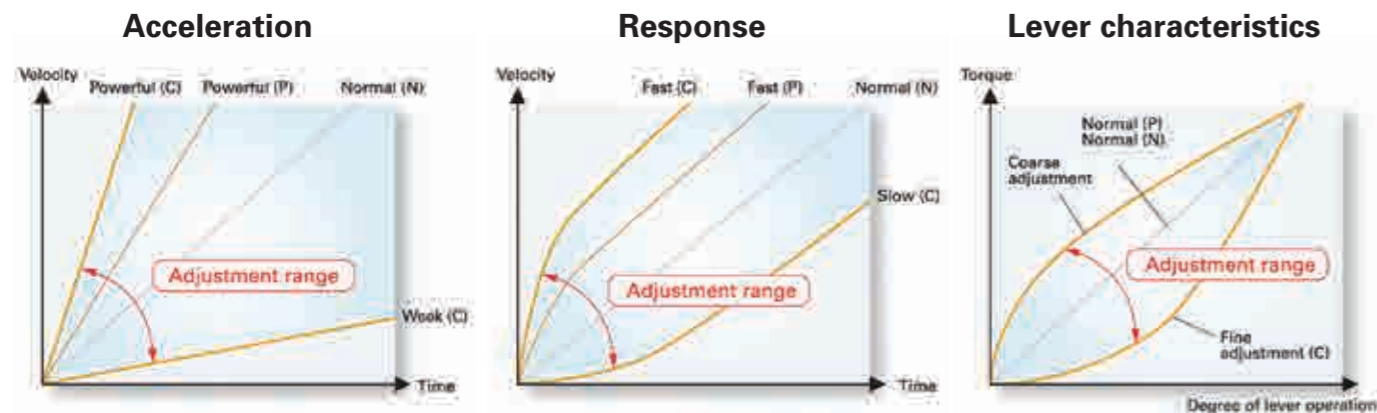 Acceleration
Velocity
Powerful (C)
Powerful (P)
Normal (N)
Adjustment range
Weak (C)
Time
Response
Velocity
Fast (C)
Fast (P)
Normal (N)
Slow (C)
Adjustment range
Time
Lever characteristics
Torque
Normal (P)
Normal (N)
Coarse
adjustment
Adjustment range
Fine
adjustment (C)
Degree of lever operation